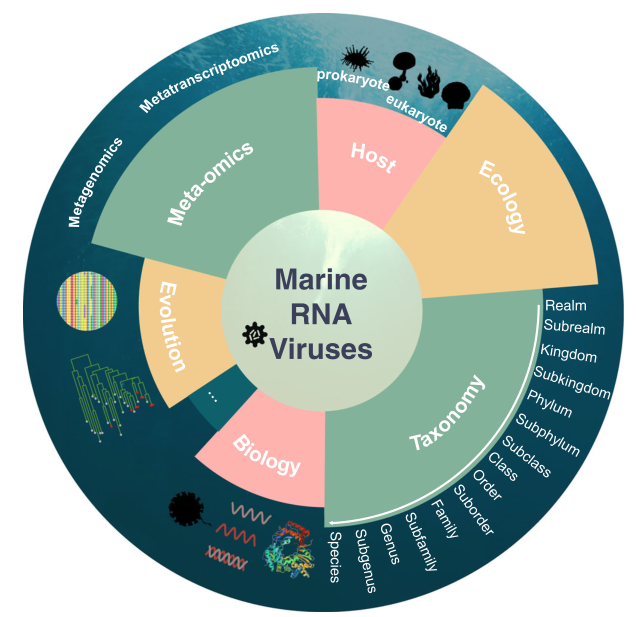 Marine
RNA
Viruses
Meta-omics
Metagenomics
Metatranscriptoomics
Host
prokaryote
eukaryote
Ecology
Taxonomy
Realm
Subrealm
Kingdom
Subkingdom
Phylum
Subphylum
Subclass
Class
Order
Suborder
Family
Subfamily
Genus
Subgenus
Species
Biology
...
Evolution